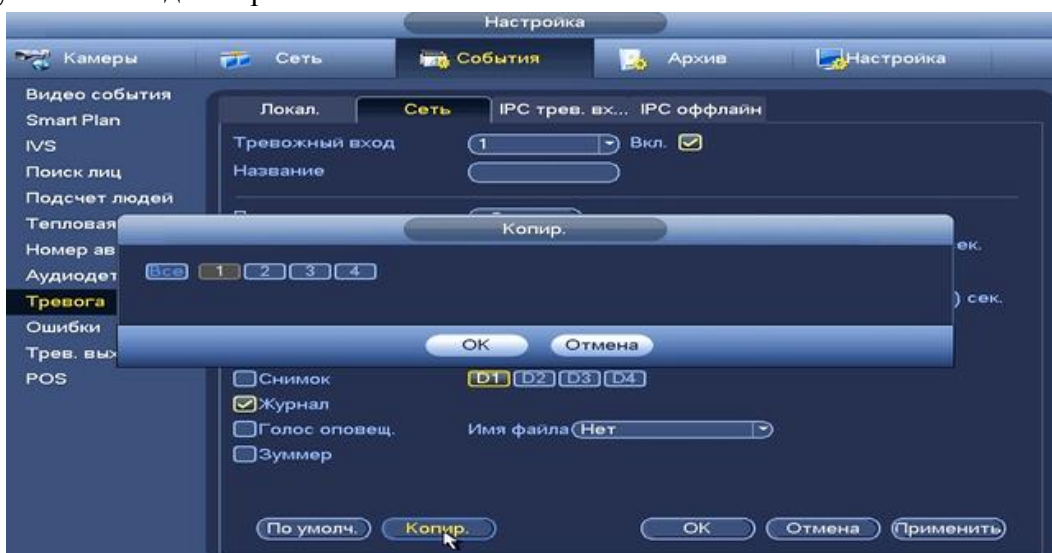 Настройка
Камеры Сеть События Архив Настройка
Видео события
Smart Plan
IVS
Поиск лиц
Подсчет людей
Тепловая
Номер ав
Аудиодет
Тревога
Ошибки
Трев. вых
POS
Локал. Сеть IPC трев. вх... IPC оффлайн
Тревожный вход 1 Вкл.
Название
Копир.
ек.
Все 1 2 3 4
) сек.
OK Отмена
Снимок D1 D2 D3 D4
Журнал
Голос оповещ. Имя файла Нет
Зуммер
По умолч. Копир. OK Отмена Применить